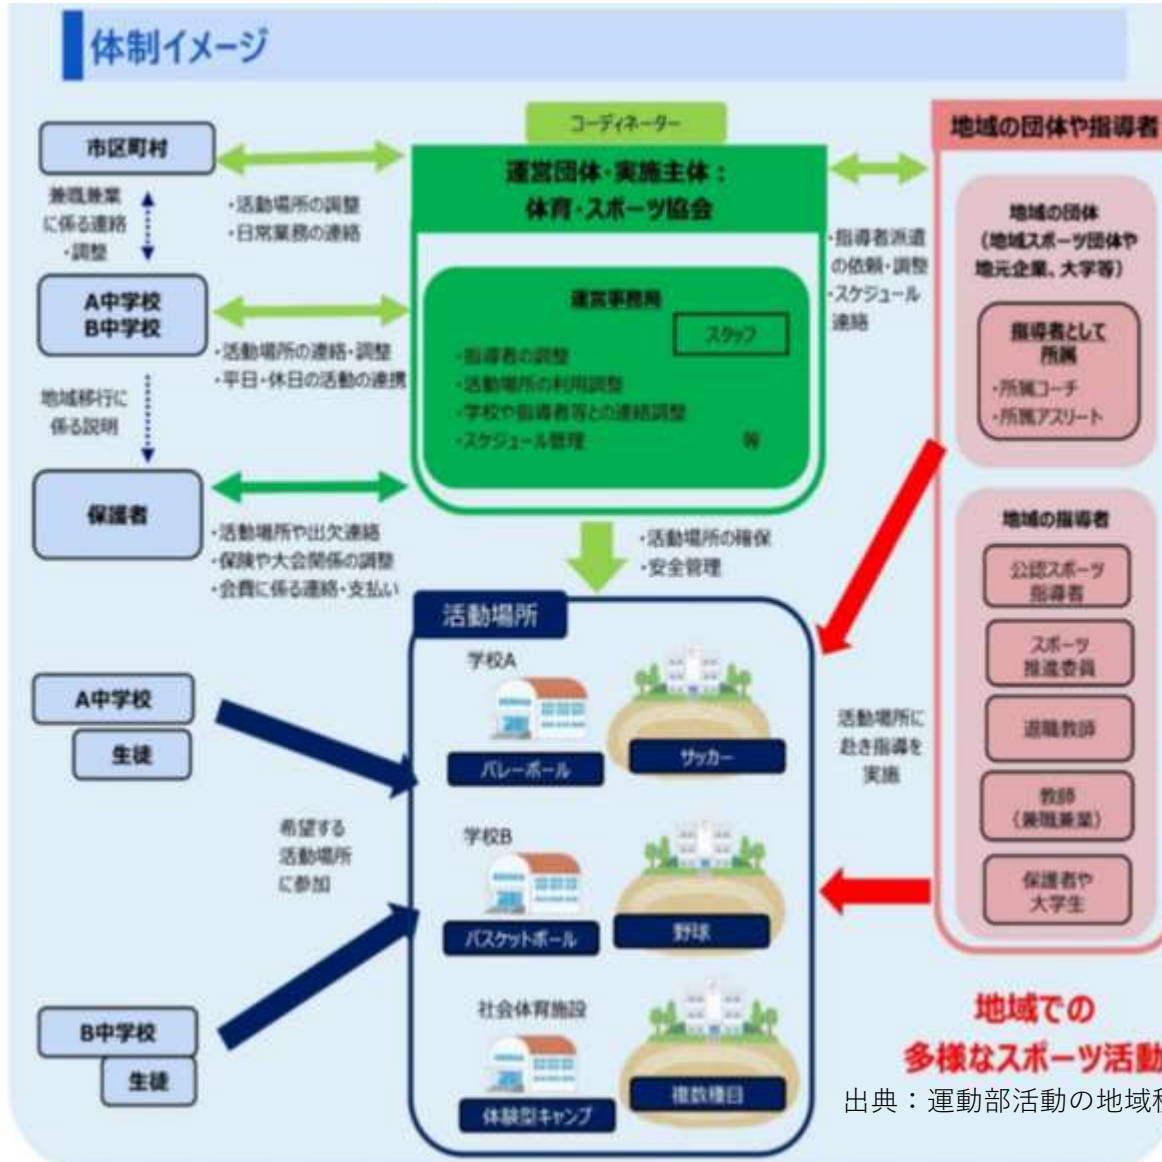 体制イメージ
コーディネーター
運営団体・実施主体:
体育・スポーツ協会
運営事務局
スタッフ
・指導者の調整
・活動場所の利用調整
・学校や指導者等との連絡調整
・スケジュール管理 等
市区町村
・活動場所の調整
・日常業務の連絡
兼職兼業
に係る連絡
・調整
A中学校
B中学校
・活動場所の連絡・調整
・平日・休日の活動の連携
地域移行に
係る説明
保護者
・活動場所や出欠連絡
・保険や大会関係の調整
・会費に係る連絡・支払い
・指導者派遣
の依頼・調整
・スケジュール
連絡
地域の団体や指導者
地域の団体
(地域スポーツ団体や
地元企業、大学等)
指導者として
所属
・所属コーチ
・所属アスリート
地域の指導者
公認スポーツ
指導者
スポーツ
推進委員
退職教師
教師
(兼職兼業)
保護者や
大学生
・活動場所の確保
・安全管理
活動場所
学校A
バレーボール
サッカー
学校B
バスケットボール
野球
社会体育施設
体験型キャンプ
複数種目
A中学校
生徒
希望する
活動場所
に参加
B中学校
生徒
活動場所に
赴き指導を
実施
地域での
多様なスポーツ活動
出典：運動部活動の地域移